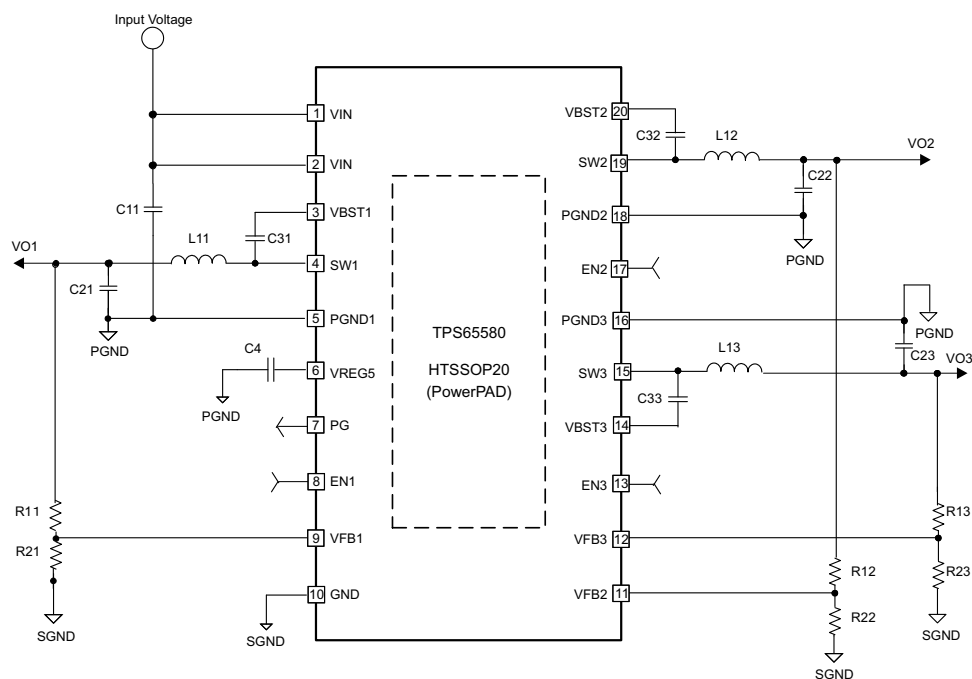 Input Voltage
1 VIN
2 VIN
C11
3 VBST1
C31
L11
VO1
4 SW1
C21
5 PGND1
PGND
C4
6 VREG5
PGND
7 PG
8 EN1
R11
9 VFB1
R21
10 GND
SGND
SGND
TPS65580
HTSSOP20
(PowerPAD)
VBST2 20
C32
L12
VO2
SW2 19
C22
PGND2 18
PGND
EN2 17
PGND3 16
PGND
L13
C23
SW3 15
VO3
C33
VBST3 14
EN3 13
R13
VFB3 12
R12
R23
VFB2 11
R22
SGND
SGND